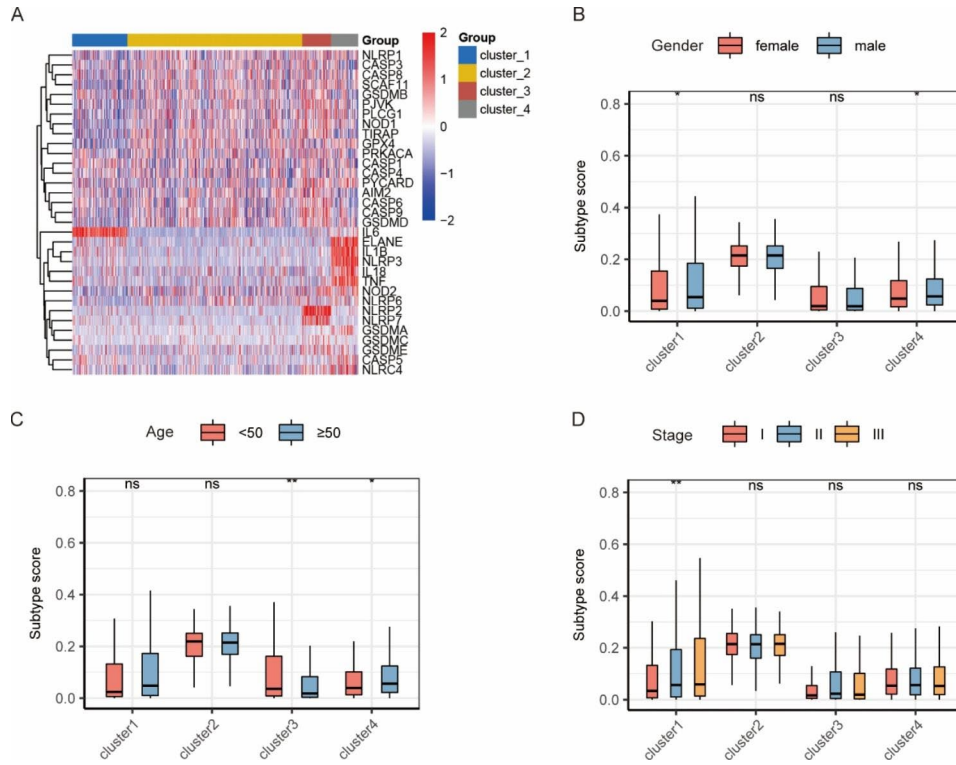 A
Group
NLRP1
CASP3
CASP8
SCAF11
GSDMB
PJVK
PLCG1
NOD1
TIRAP
GPX4
PRKACA
CASP1
CASP4
PYCARD
AIM2
CASP6
CASP9
GSDMD
IL6
ELANE
IL1B
NLRP3
IL18
TNF
NOD2
NLRP6
NLRP2
NLRP7
GSDMA
GSDMC
GSDME
CASP5
NLRC4
2
1
0
−1
−2
Group
cluster_1
cluster_2
cluster_3
cluster_4
B
Gender female male
* ns ns *
Subtype score
0.8
0.6
0.4
0.2
0.0
cluster1 cluster2 cluster3 cluster4
C
Age <50 ≥50
ns ns ** *
Subtype score
0.8
0.6
0.4
0.2
0.0
cluster1 cluster2 cluster3 cluster4
D
Stage I II III
** ns ns ns
Subtype score
0.8
0.6
0.4
0.2
0.0
cluster1 cluster2 cluster3 cluster4